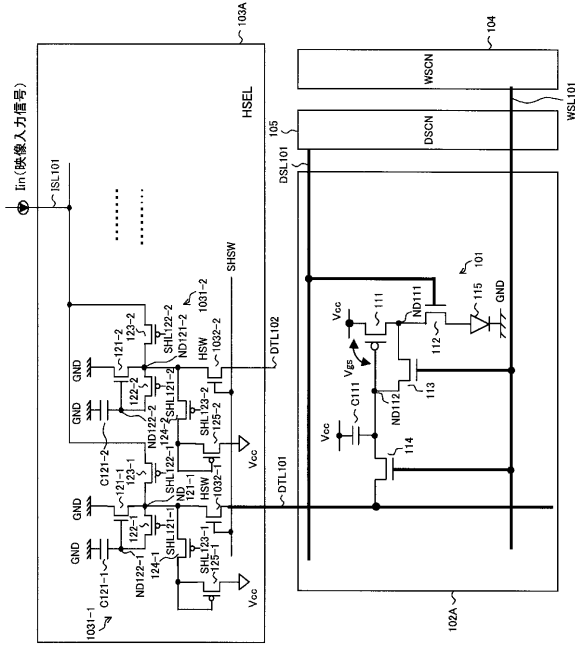 Iin(映像入力信号)
ISL101
103A
HSEL
GND
GND
GND
GND
C121-1
121-1
122-1
123-1
ND122-1
SHL121-1
SHL122-1
ND
121-1
124-1
SHL123-1
125-1
HSW
1032-1
Vcc
1031-1
C121-2
121-2
122-2
123-2
ND122-2
SHL121-2
SHL122-2
ND121-2
124-2
SHL123-2
125-2
HSW
1032-2
Vcc
1031-2
SHSW
DTL101
DTL102
104
WSCN
WSL101
105
DSCN
DSL101
102A
101
Vcc
Vcc
Vgs
C111
111
ND111
ND112
112
113
114
115
GND